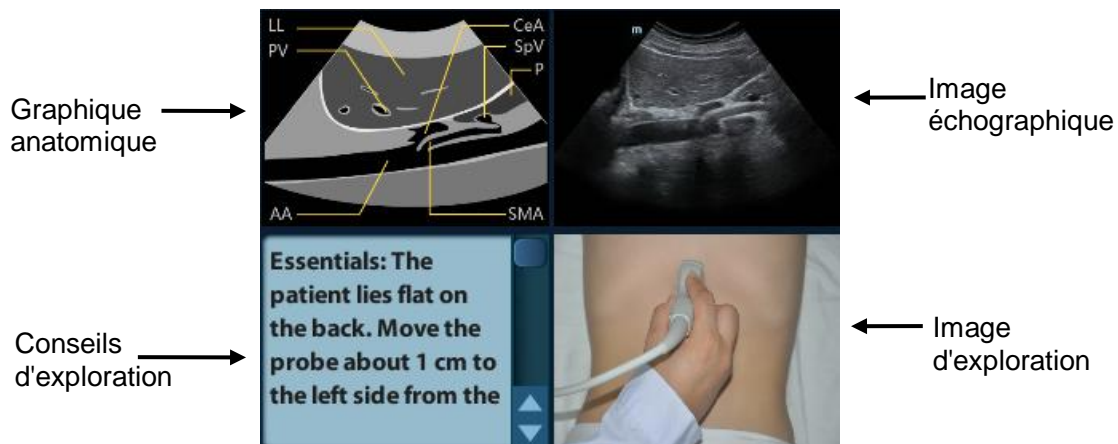 LL
CeA
PV
SpV
P
AA
SMA
m
Graphique
anatomique
Image
échographique
Essentials: The
patient lies flat on
the back. Move the
probe about 1 cm to
the left side from the
Conseils
d'exploration
Image
d'exploration